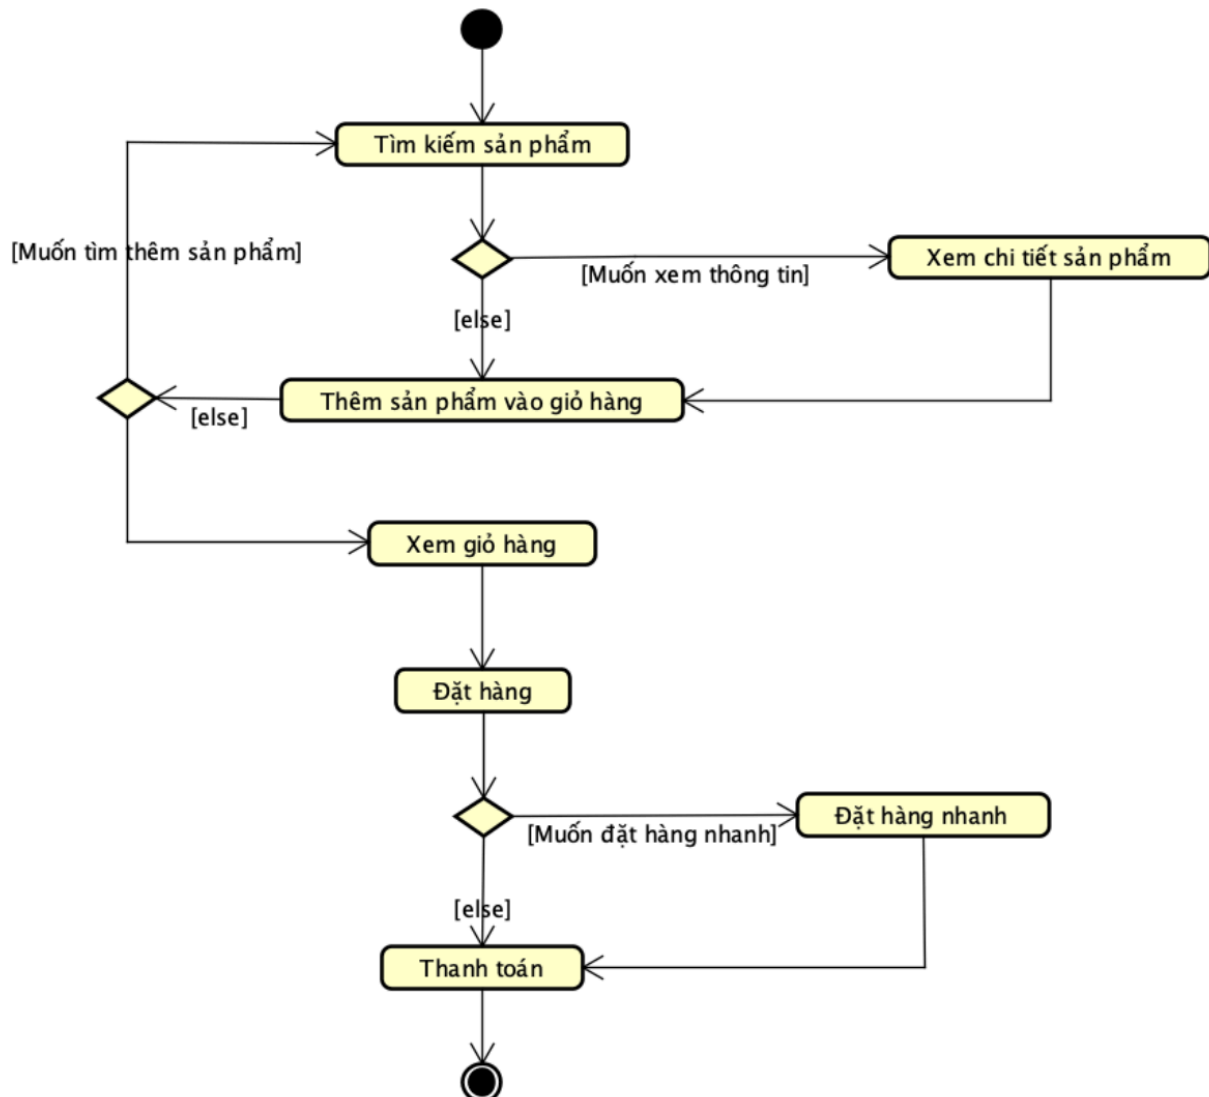 Tìm kiếm sản phẩm
[Muốn tìm thêm sản phẩm]
Xem chi tiết sản phẩm
[Muốn xem thông tin]
[else]
Thêm sản phẩm vào giỏ hàng
[else]
Xem giỏ hàng
Đặt hàng
Đặt hàng nhanh
[Muốn đặt hàng nhanh]
[else]
Thanh toán